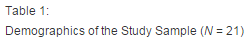 Table 1:
Demographics of the Study Sample (N = 21)